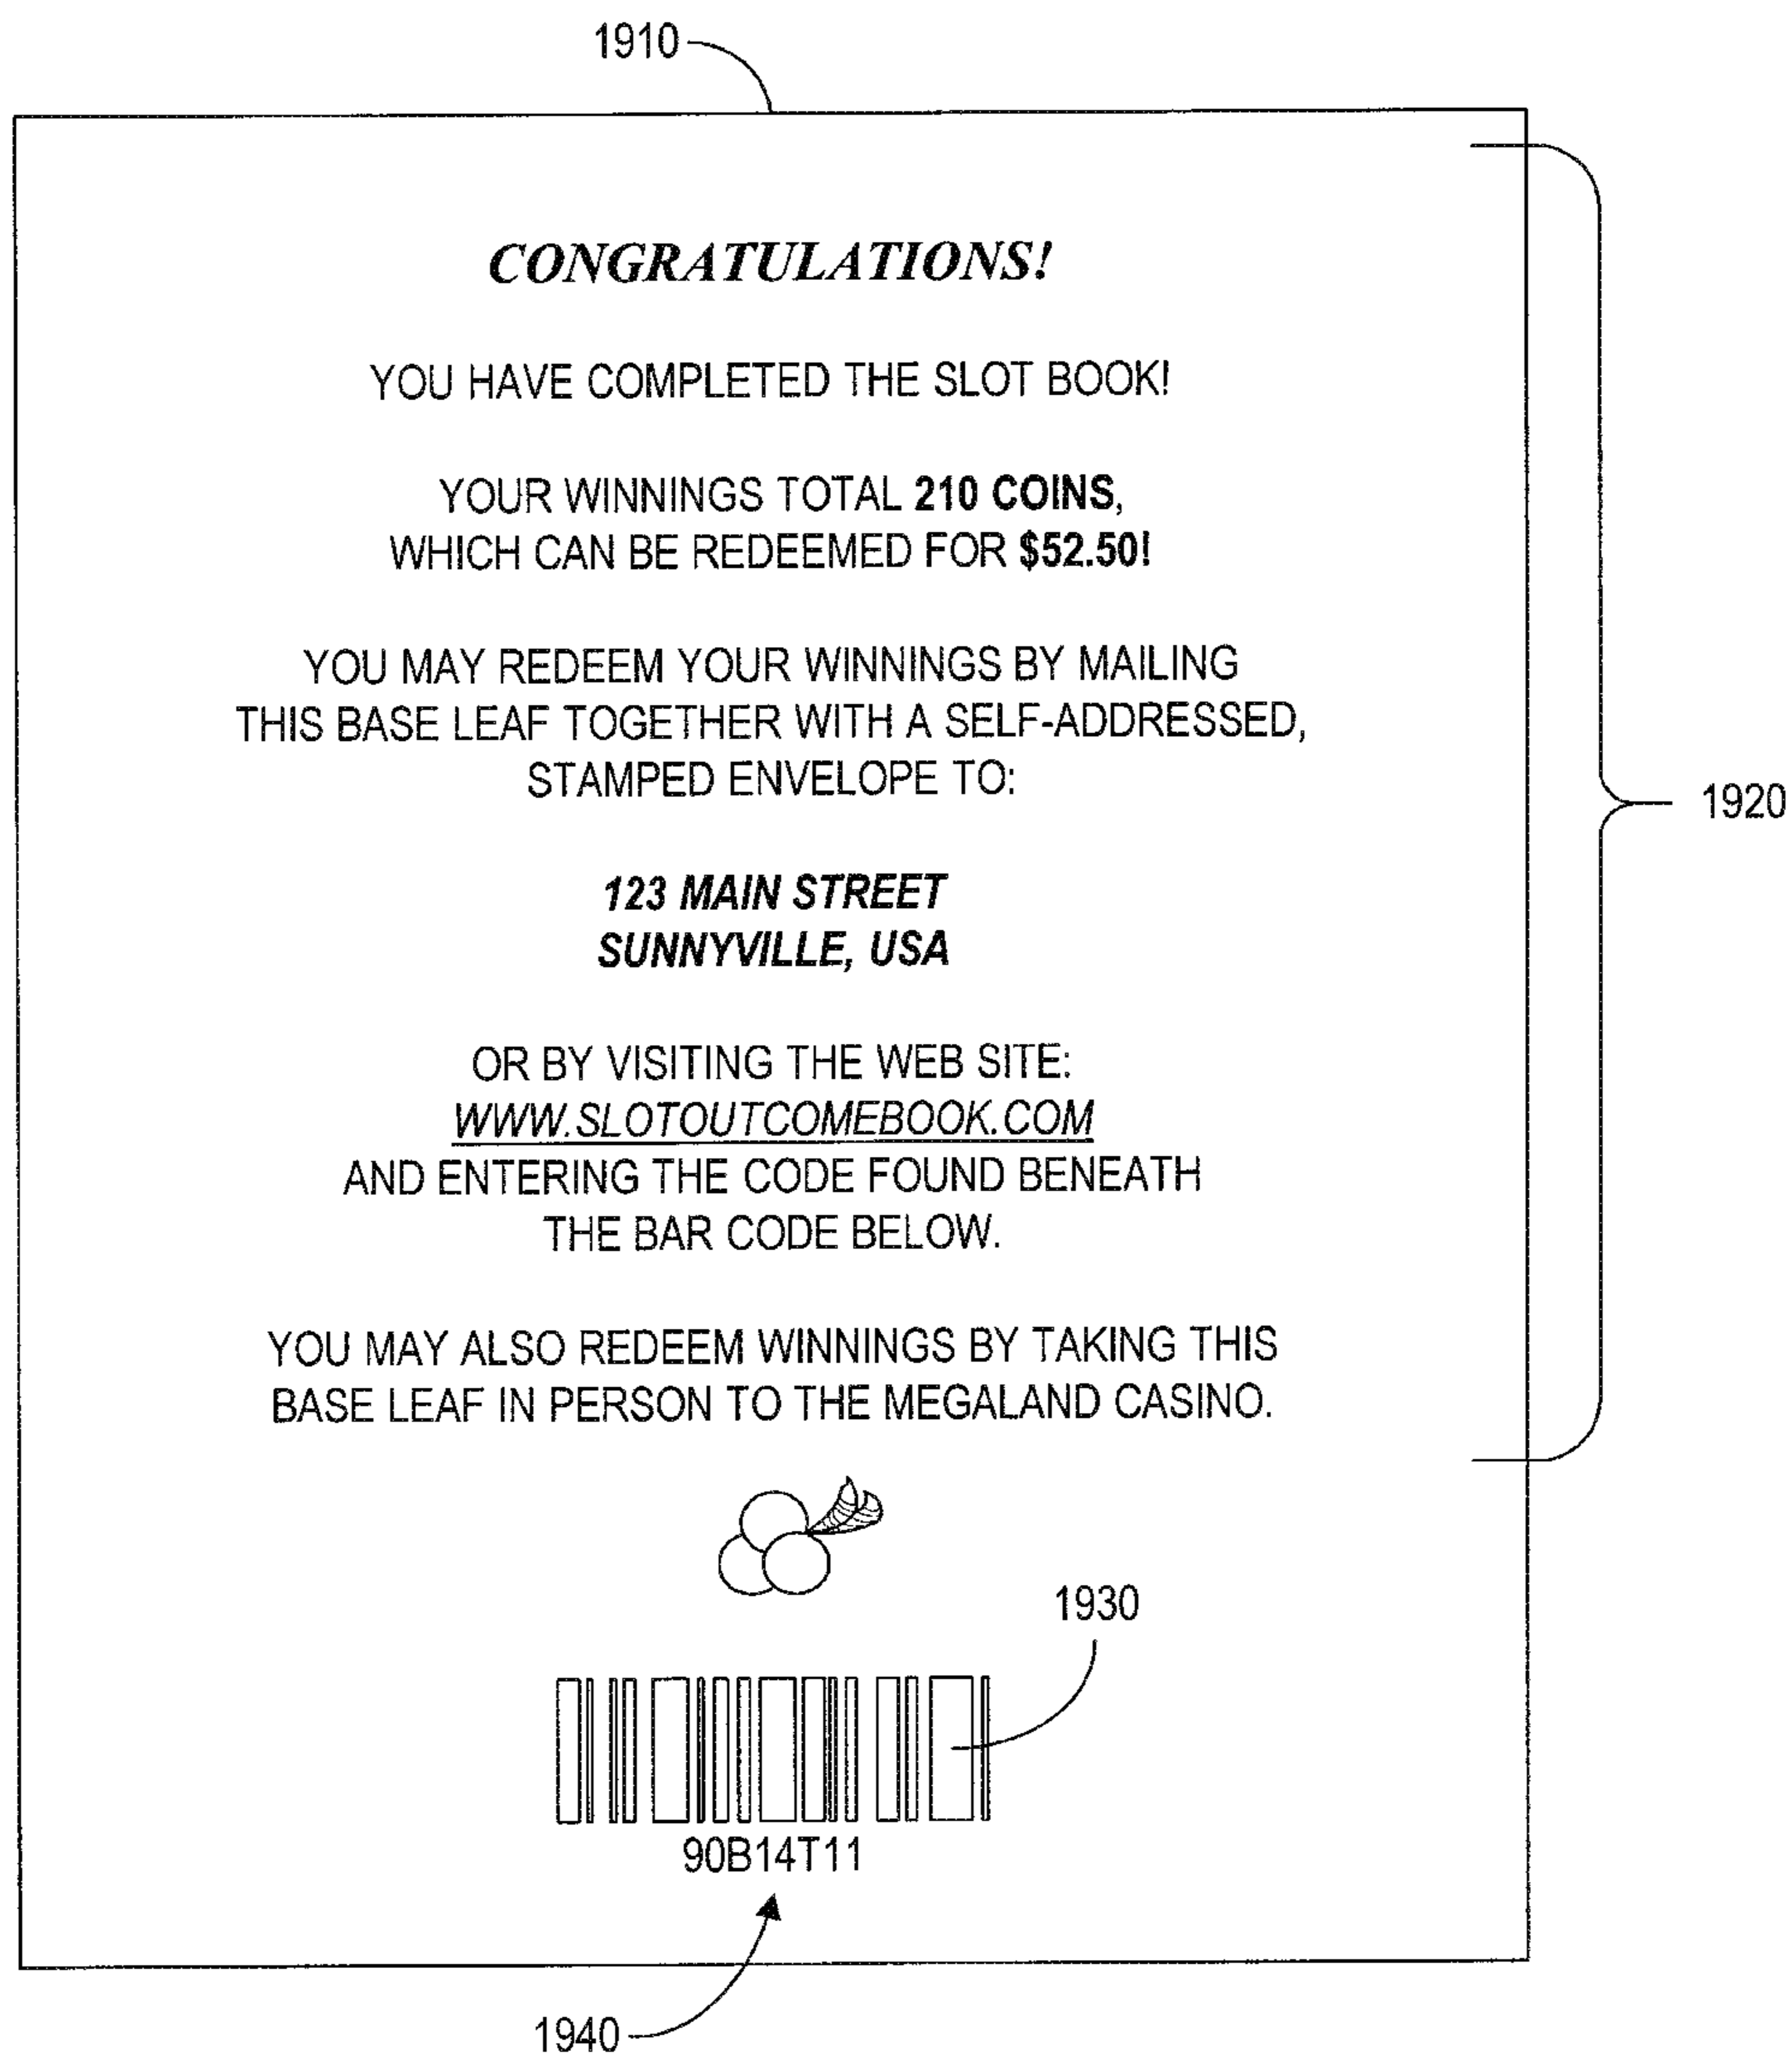 1910
CONGRATULATIONS!
YOU HAVE COMPLETED THE SLOT BOOK!
YOUR WINNINGS TOTAL 210 COINS,
WHICH CAN BE REDEEMED FOR $52.50!
YOU MAY REDEEM YOUR WINNINGS BY MAILING
THIS BASE LEAF TOGETHER WITH A SELF-ADDRESSED,
STAMPED ENVELOPE TO:
1920
123 MAIN STREET
SUNNYVILLE, USA
OR BY VISITING THE WEB SITE:
WWW.SLOTOUTCOMEBOOK.COM
AND ENTERING THE CODE FOUND BENEATH
THE BAR CODE BELOW.
YOU MAY ALSO REDEEM WINNINGS BY TAKING THIS
BASE LEAF IN PERSON TO THE MEGALAND CASINO.
1930
90B14T11
1940